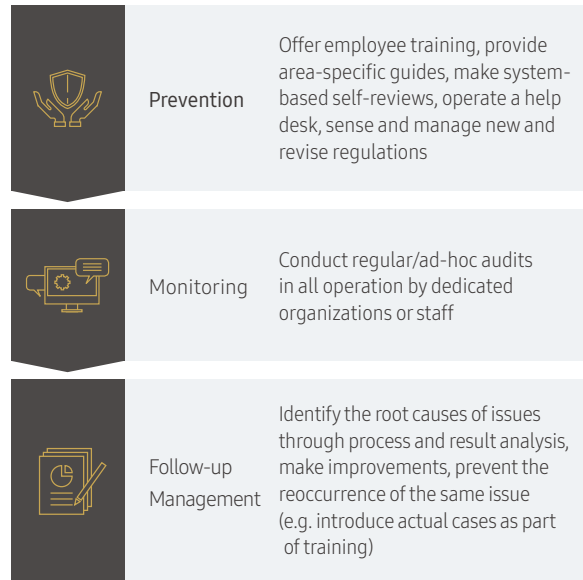 Prevention
Offer employee training, provide
area-specific guides, make system-
based self-reviews, operate a help
desk, sense and manage new and
revise regulations
Monitoring
Conduct regular/ad-hoc audits
in all operation by dedicated
organizations or staff
Follow-up
Management
Identify the root causes of issues
through process and result analysis,
make improvements, prevent the
reoccurrence of the same issue
(e.g. introduce actual cases as part
of training)